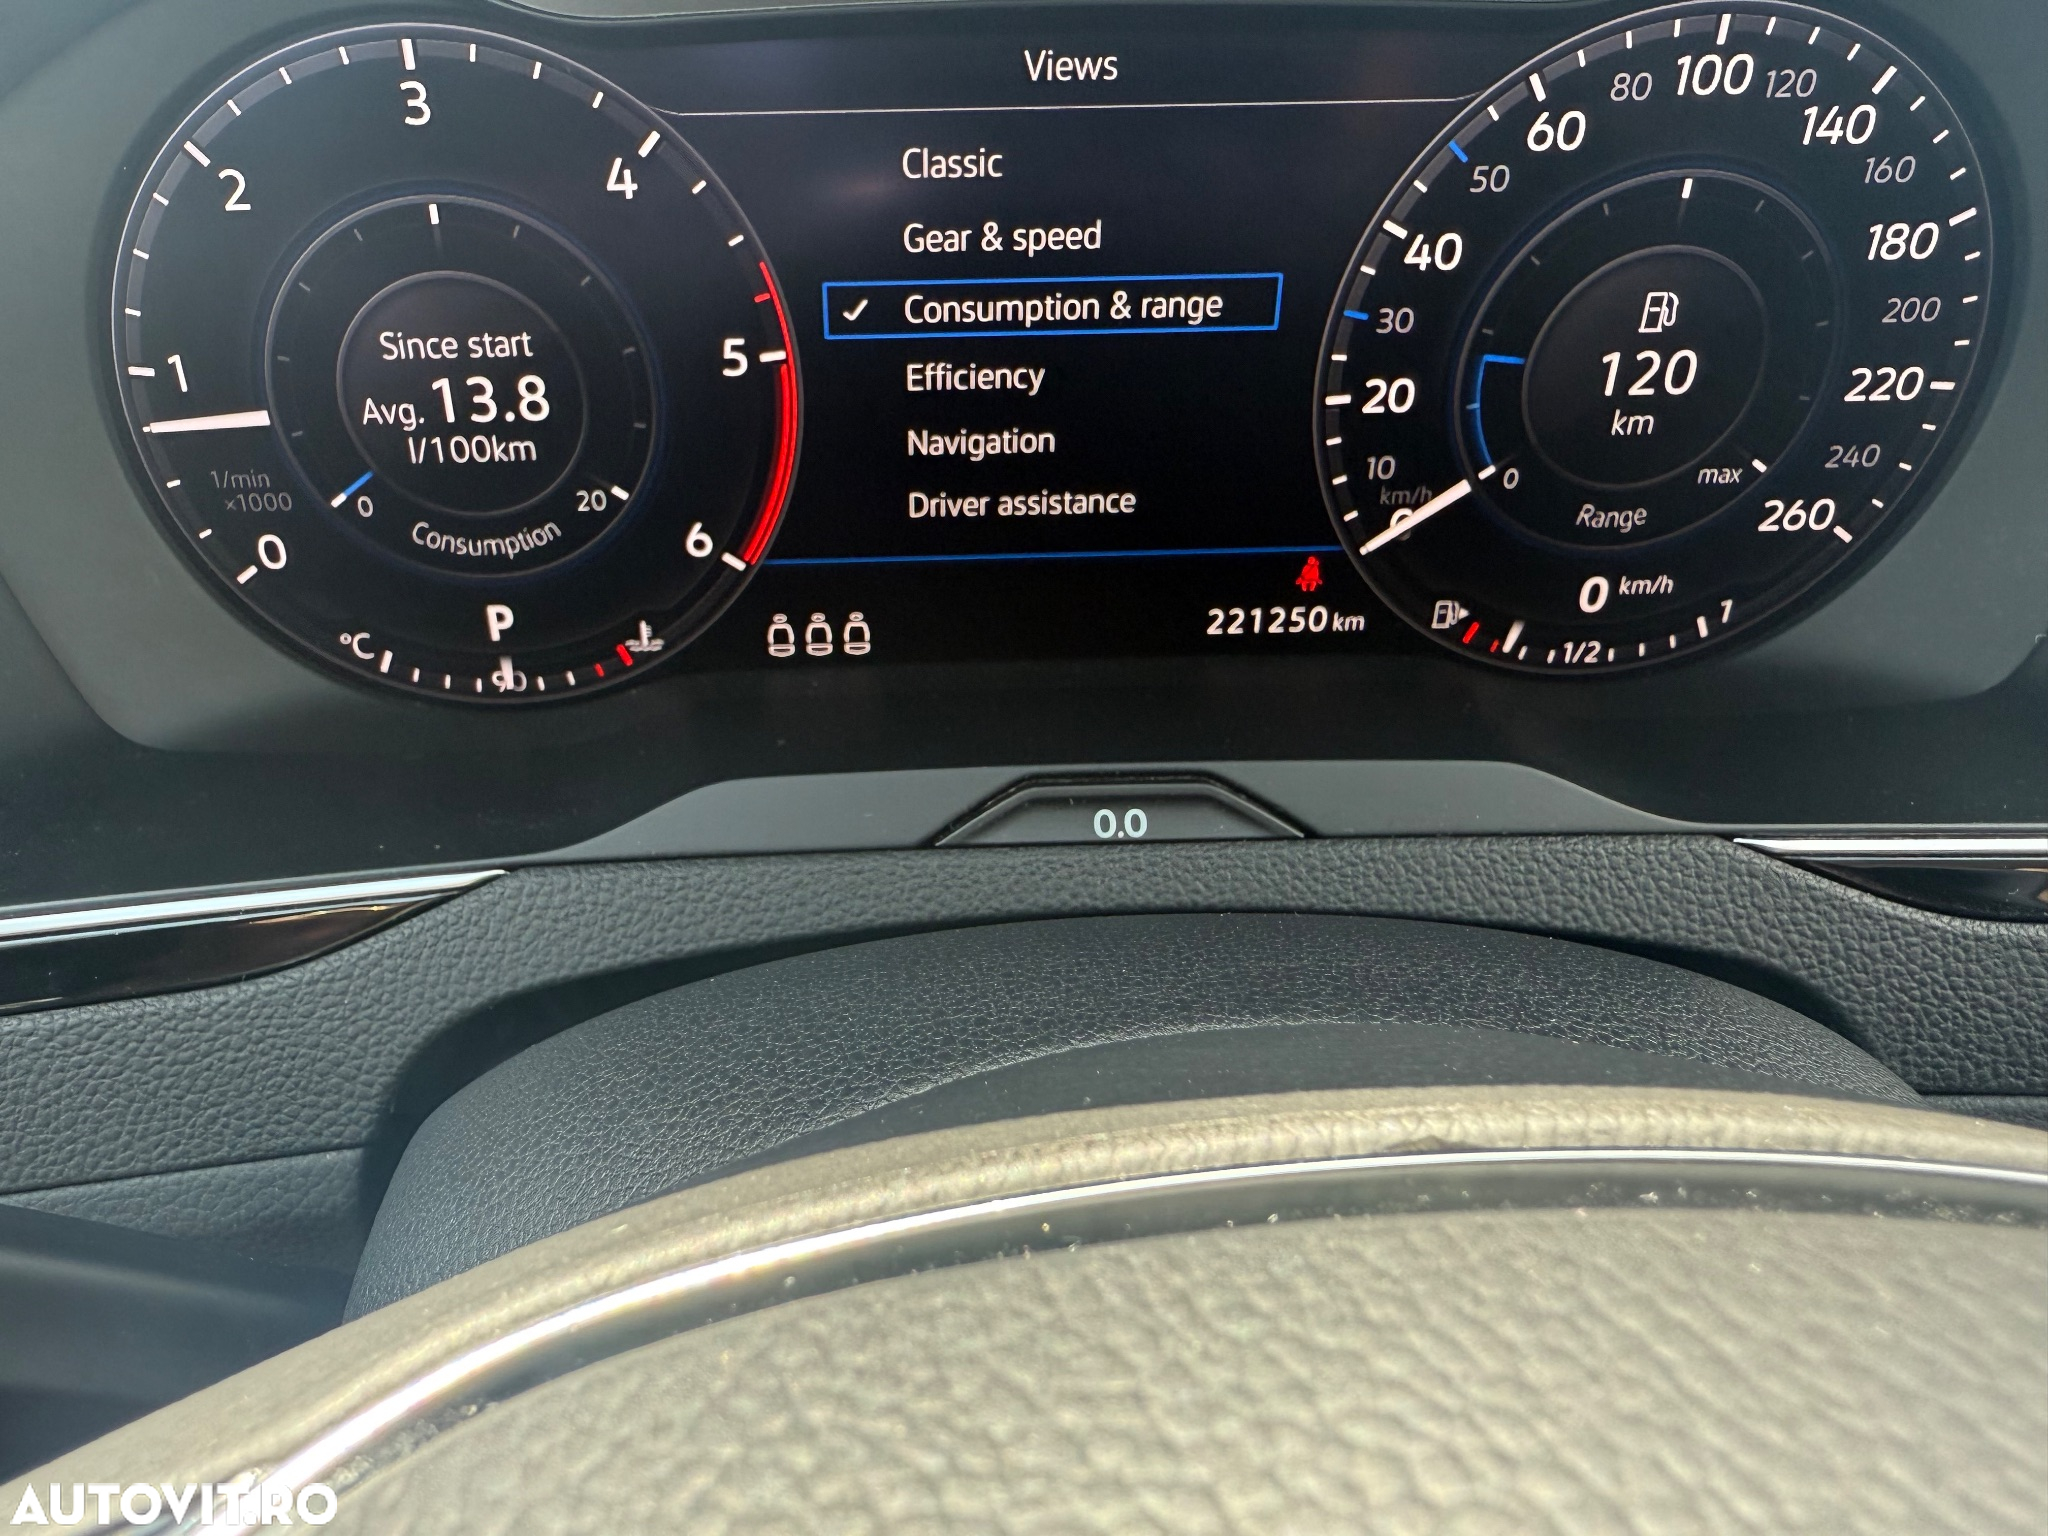 Views
Classic
Gear & speed
✓ Consumption & range
Efficiency
Navigation
Driver assistance
0
1
2
3
4
5
6
1/min
x1000
Since start
Avg. 13.8
l/100km
0
20
Consumption
P
°C
90
221250 km
0
10
20
30
40
50
60
80
100
120
140
160
180
200
220
240
260
km/h
120
km
0
max
Range
0 km/h
1/2
1
0.0
AUTOVIT.RO